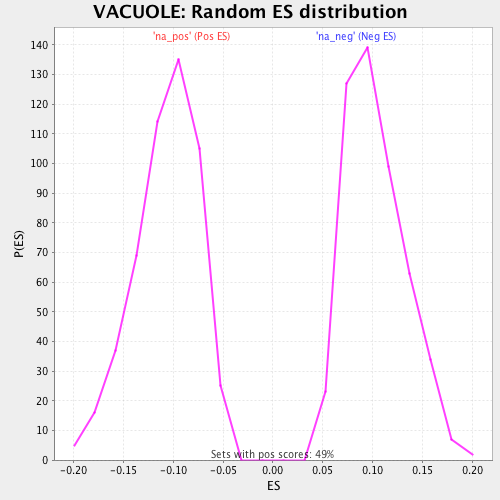 VACUOLE: Random ES distribution
'na_pos' (Pos ES) 'na_neg' (Neg ES)
140
130
120
110
100
90
80
70
60
50
40
30
20
10
0
P(ES)
Sets with pos scores: 49%
-0.20 -0.15 -0.10 -0.05 0.00 0.05 0.10 0.15 0.20
ES